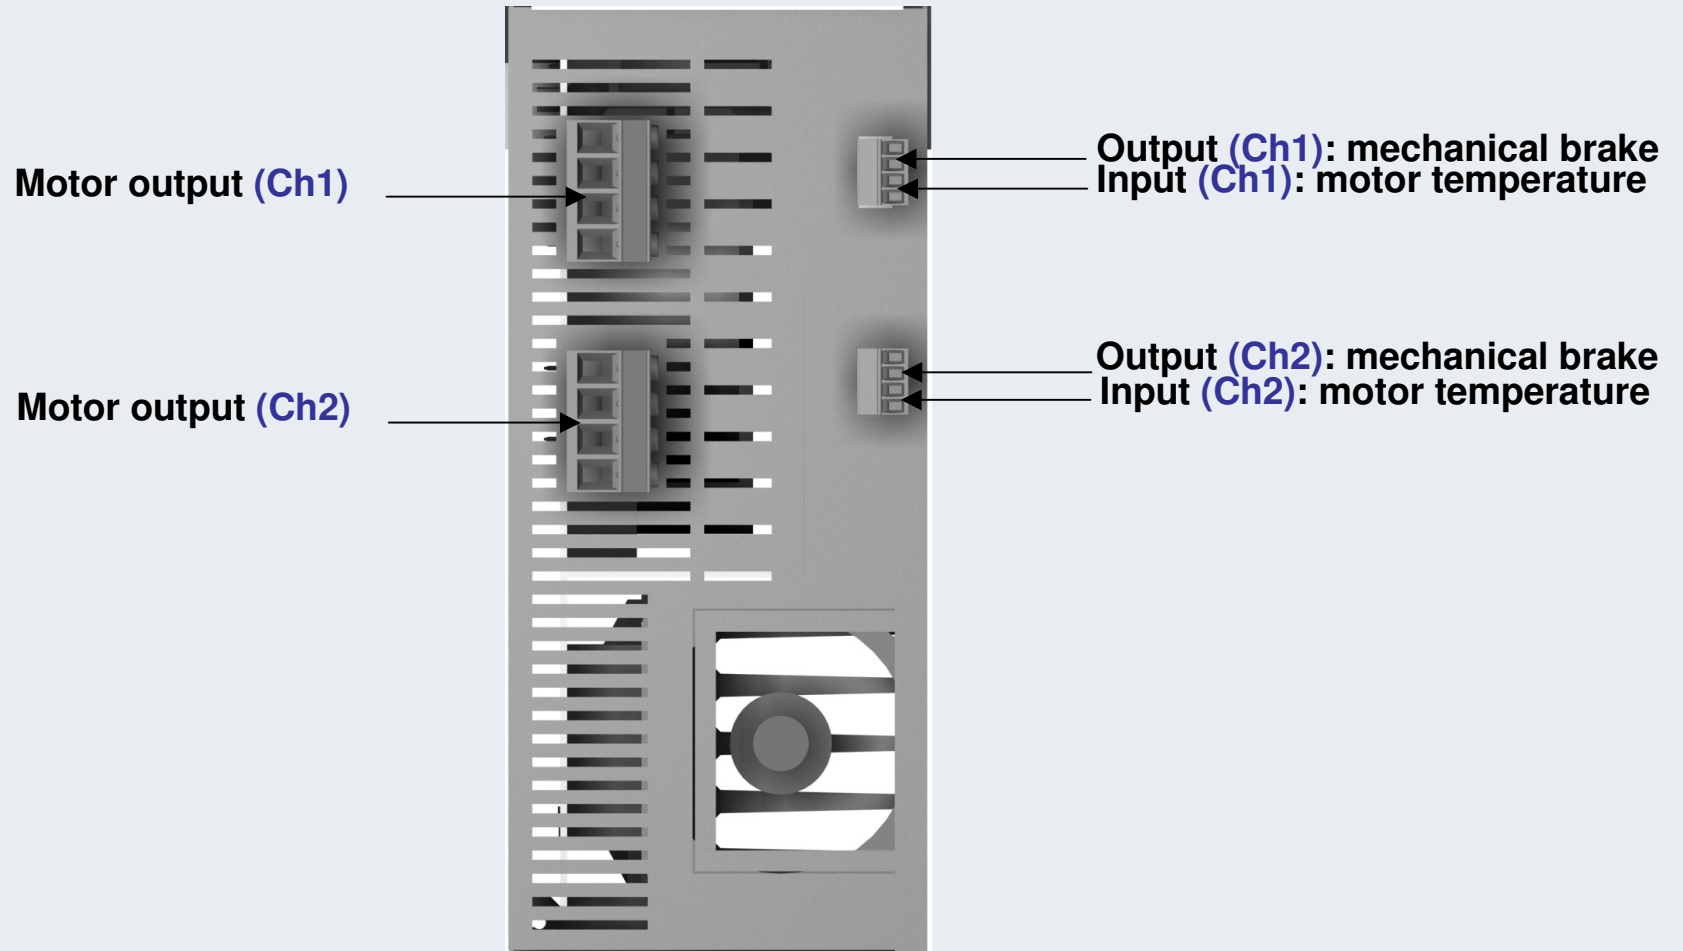 Output (Ch1): mechanical brake
Input (Ch1): motor temperature
Motor output (Ch1)
Output (Ch2): mechanical brake
Input (Ch2): motor temperature
Motor output (Ch2)